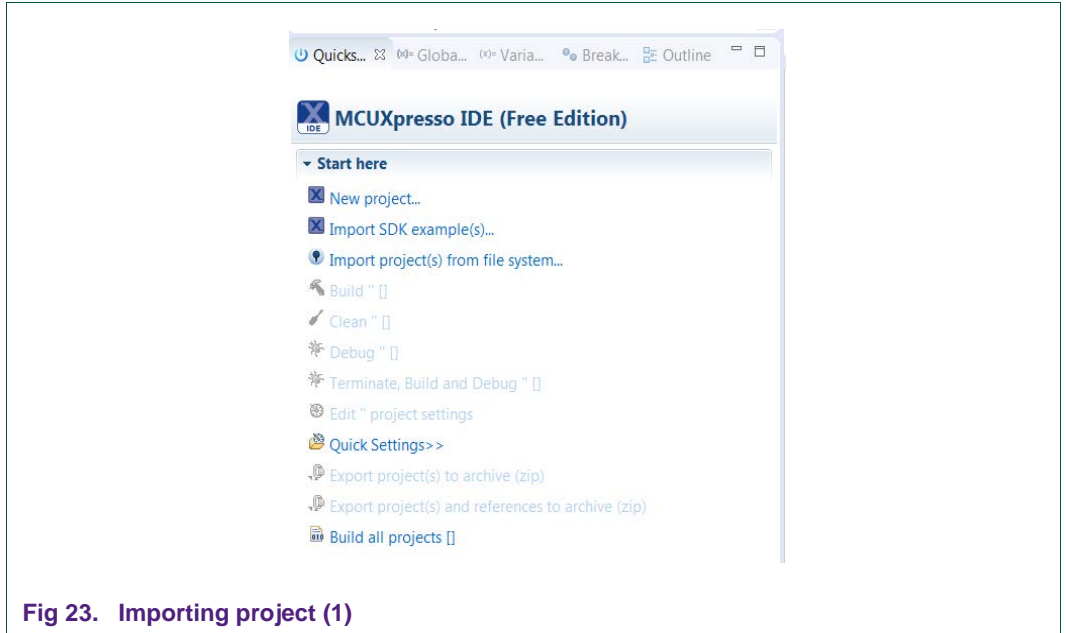 Quicks... Globa... (x)= Varia... Break... Outline
IDE MCUXpresso IDE (Free Edition)
Start here
New project...
Import SDK example(s)...
Import project(s) from file system...
Build '' []
Clean '' []
Debug '' []
Terminate, Build and Debug '' []
Edit '' project settings
Quick Settings>>
Export project(s) to archive (zip)
Export project(s) and references to archive (zip)
010 Build all projects []
Fig 23. Importing project (1)